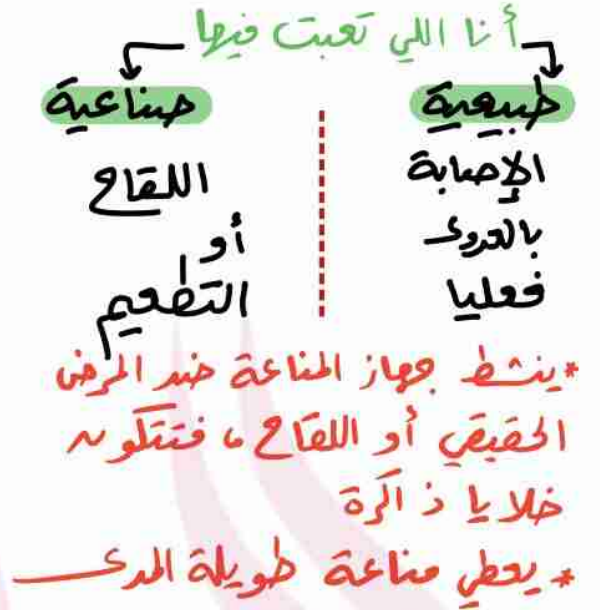 أنا اللي تعبت فيها
طبيعية
الإصابة
بالعدوى
فعليا
صناعية
اللقاح
أو
التطعيم
*ينشط جهاز المناعة ضد المرض
الحقيقي أو اللقاح، فتتكون
خلايا ذاكرة
* يعطي مناعة طويلة المدى